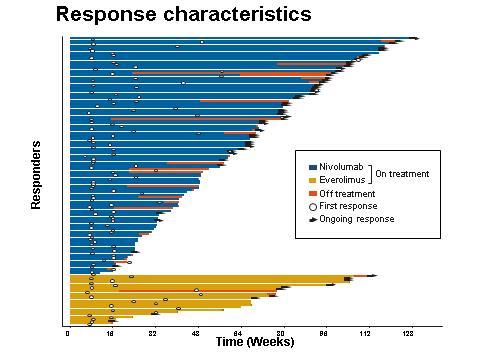 Response characteristics
Responders
Nivolumab
Everolimus
On treatment
Off treatment
First response
Ongoing response
0 16 32 48 64 80 96 112 128
Time (Weeks)